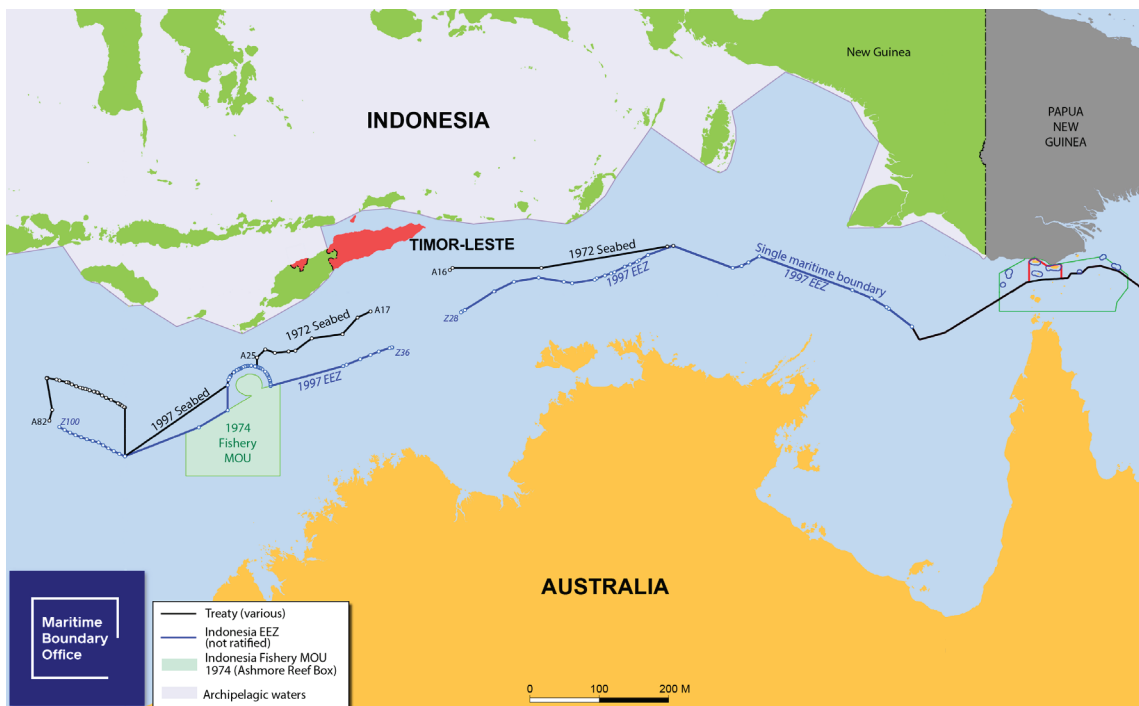 New Guinea
INDONESIA
PAPUA
NEW
GUINEA
TIMOR-LESTE
1972 Seabed
A16
1997 EEZ
Single maritime boundary
1997 EEZ
Z28
A17
1972 Seabed
A25
Z36
1997 EEZ
1997 Seabed
A82
Z100
1974
Fishery
MOU
AUSTRALIA
Maritime
Boundary
Office
Treaty (various)
Indonesia EEZ
(not ratified)
Indonesia Fishery MOU
1974 (Ashmore Reef Box)
Archipelagic waters
0 100 200 M